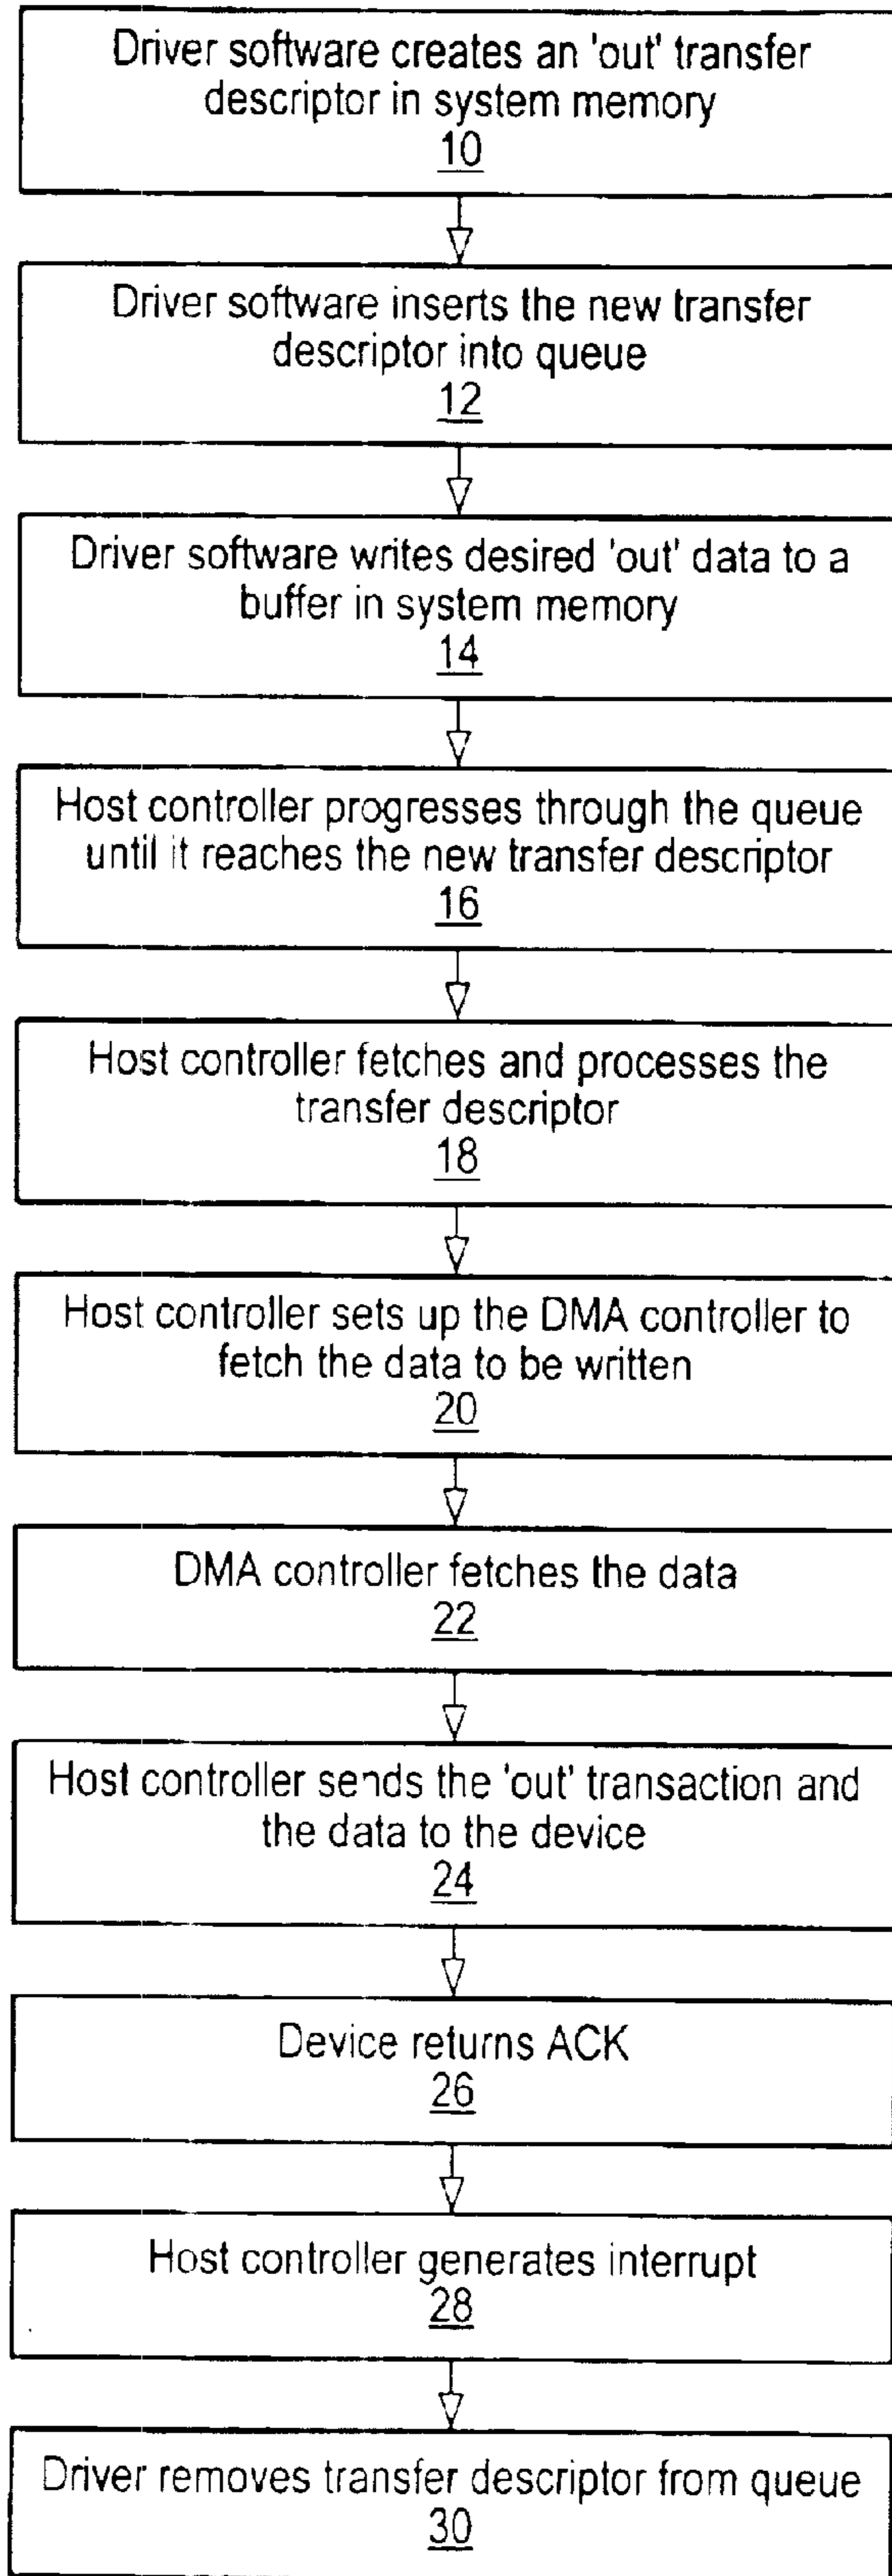 Driver software creates an 'out' transfer
descriptor in system memory
10
Driver software inserts the new transfer
descriptor into queue
12
Driver software writes desired 'out' data to a
buffer in system memory
14
Host controller progresses through the queue
until it reaches the new transfer descriptor
16
Host controller fetches and processes the
transfer descriptor
18
Host controller sets up the DMA controller to
fetch the data to be written
20
DMA controller fetches the data
22
Host controller sends the 'out' transaction and
the data to the device
24
Device returns ACK
26
Host controller generates interrupt
28
Driver removes transfer descriptor from queue
30